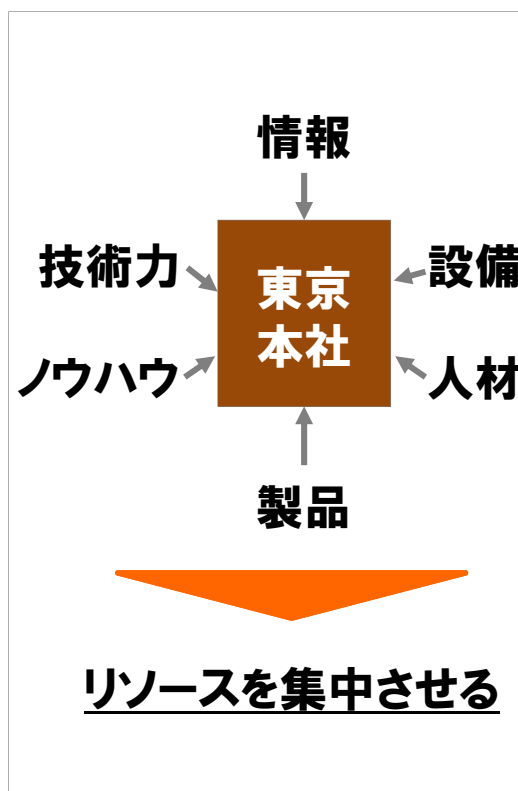 情報
技術力
設備
東京
本社
ノウハウ
人材
製品
リソースを集中させる